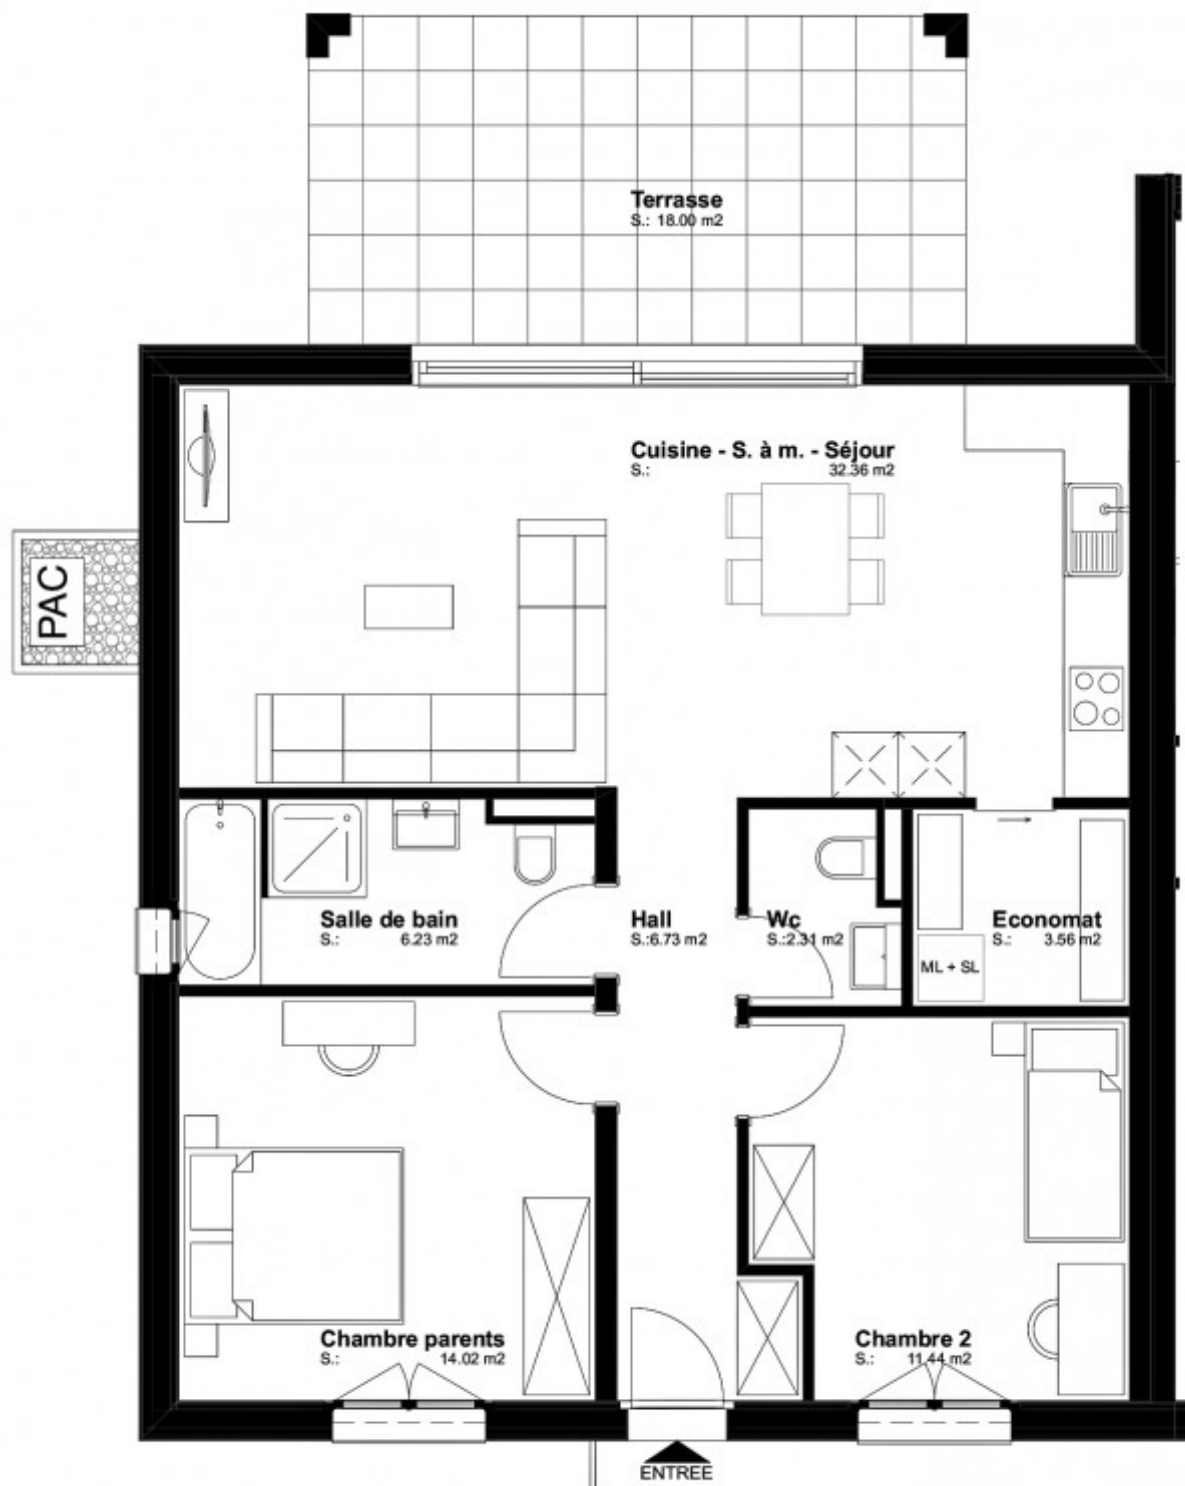 Terrasse
S.: 18.00 m2
Cuisine - S. à m. - Séjour
S.: 32.36 m2
PAC
Salle de bain
S.: 6.23 m2
Hall
S.:6.73 m2
Wc
S.:2.31 m2
Economat
S.: 3.56 m2
ML + SL
Chambre parents
S.: 14.02 m2
Chambre 2
S.: 11.44 m2
ENTREE